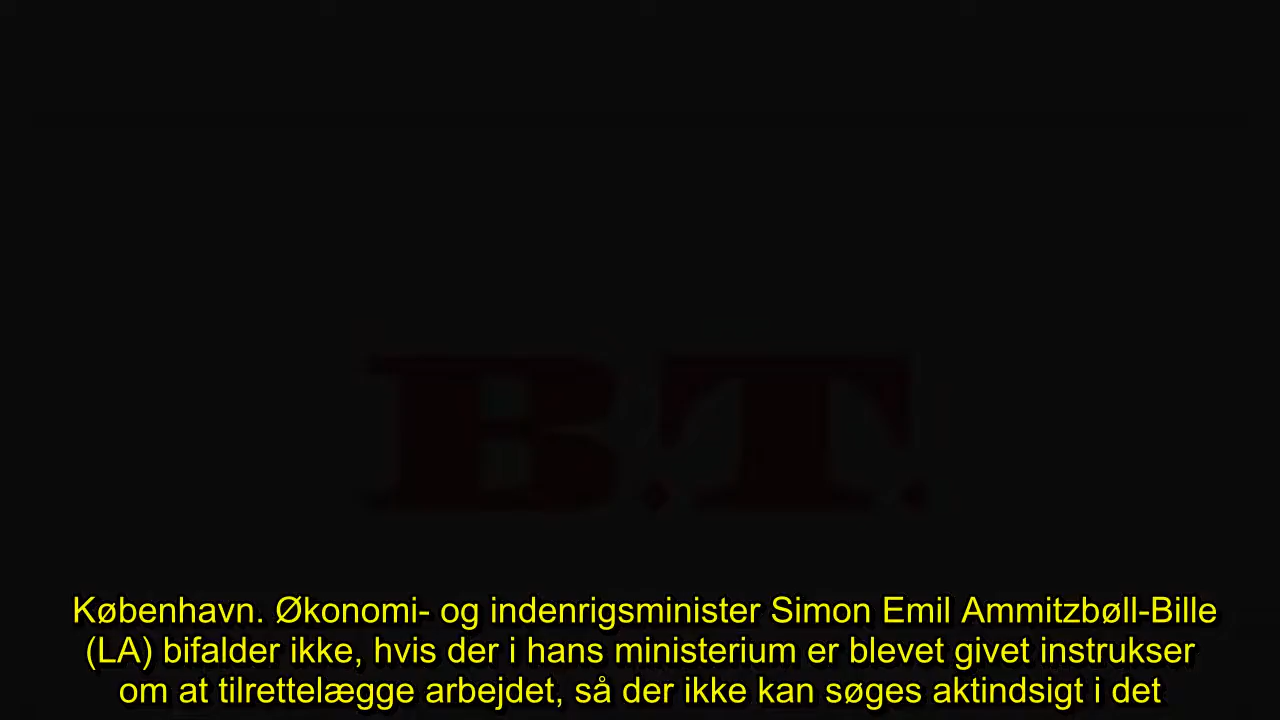 B.T.
København. Økonomi- og indenrigsminister Simon Emil Ammitzbøll-Bille
(LA) bifalder ikke, hvis der i hans ministerium er blevet givet instrukser
om at tilrettelægge arbejdet, så der ikke kan søges aktindsigt i det